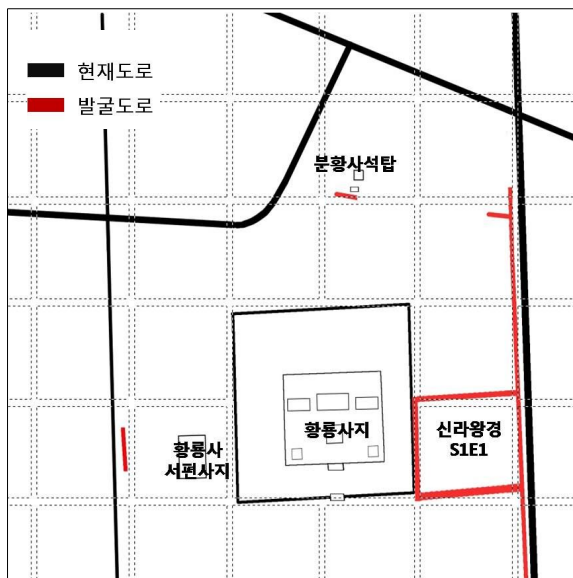 현재도로
발굴도로
분황사석탑
황룡사지
신라왕경
S1E1
황룡사
서편사지